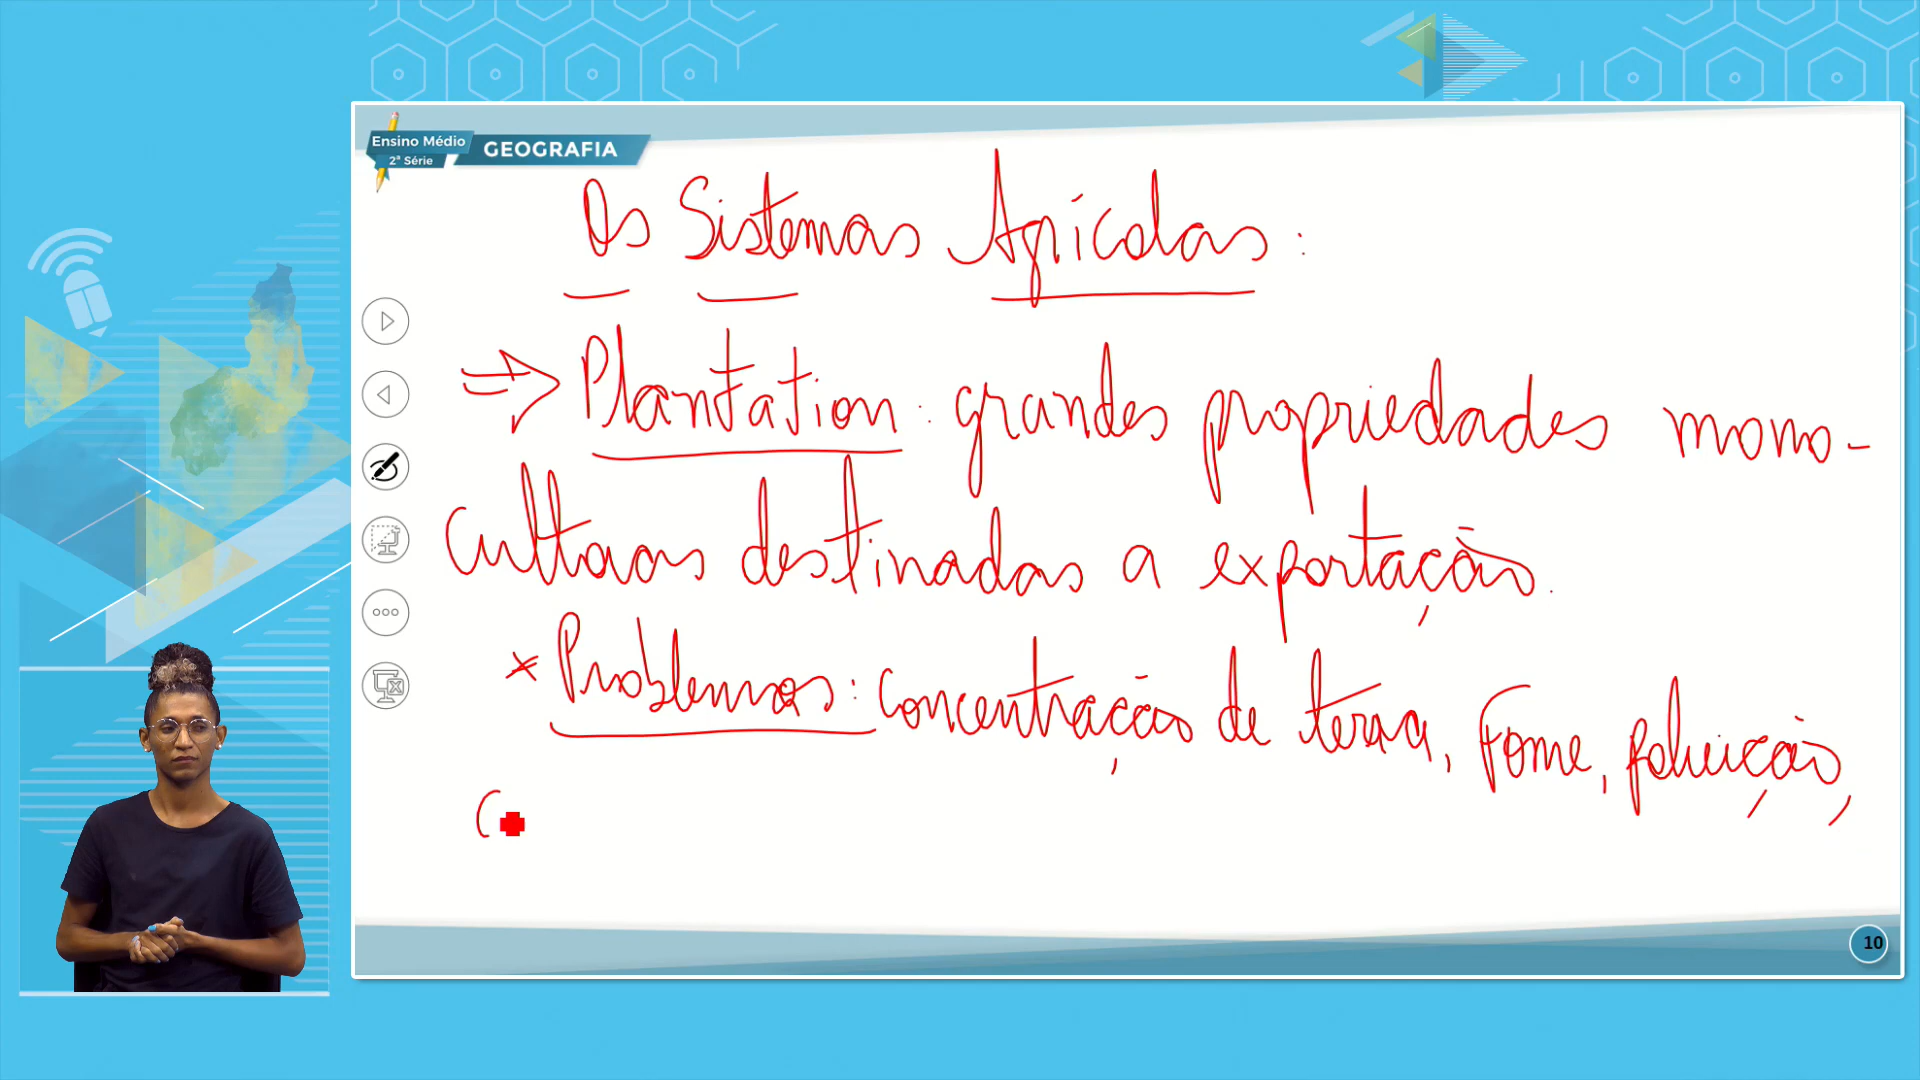 Ensino Médio
2ª Série
GEOGRAFIA
Os Sistemas Agrícolas:
Plantation: grandes propriedades mono-
cultoras destinadas a exportação.
* Problemas: concentração de terra, Fome, poluição,
(
10